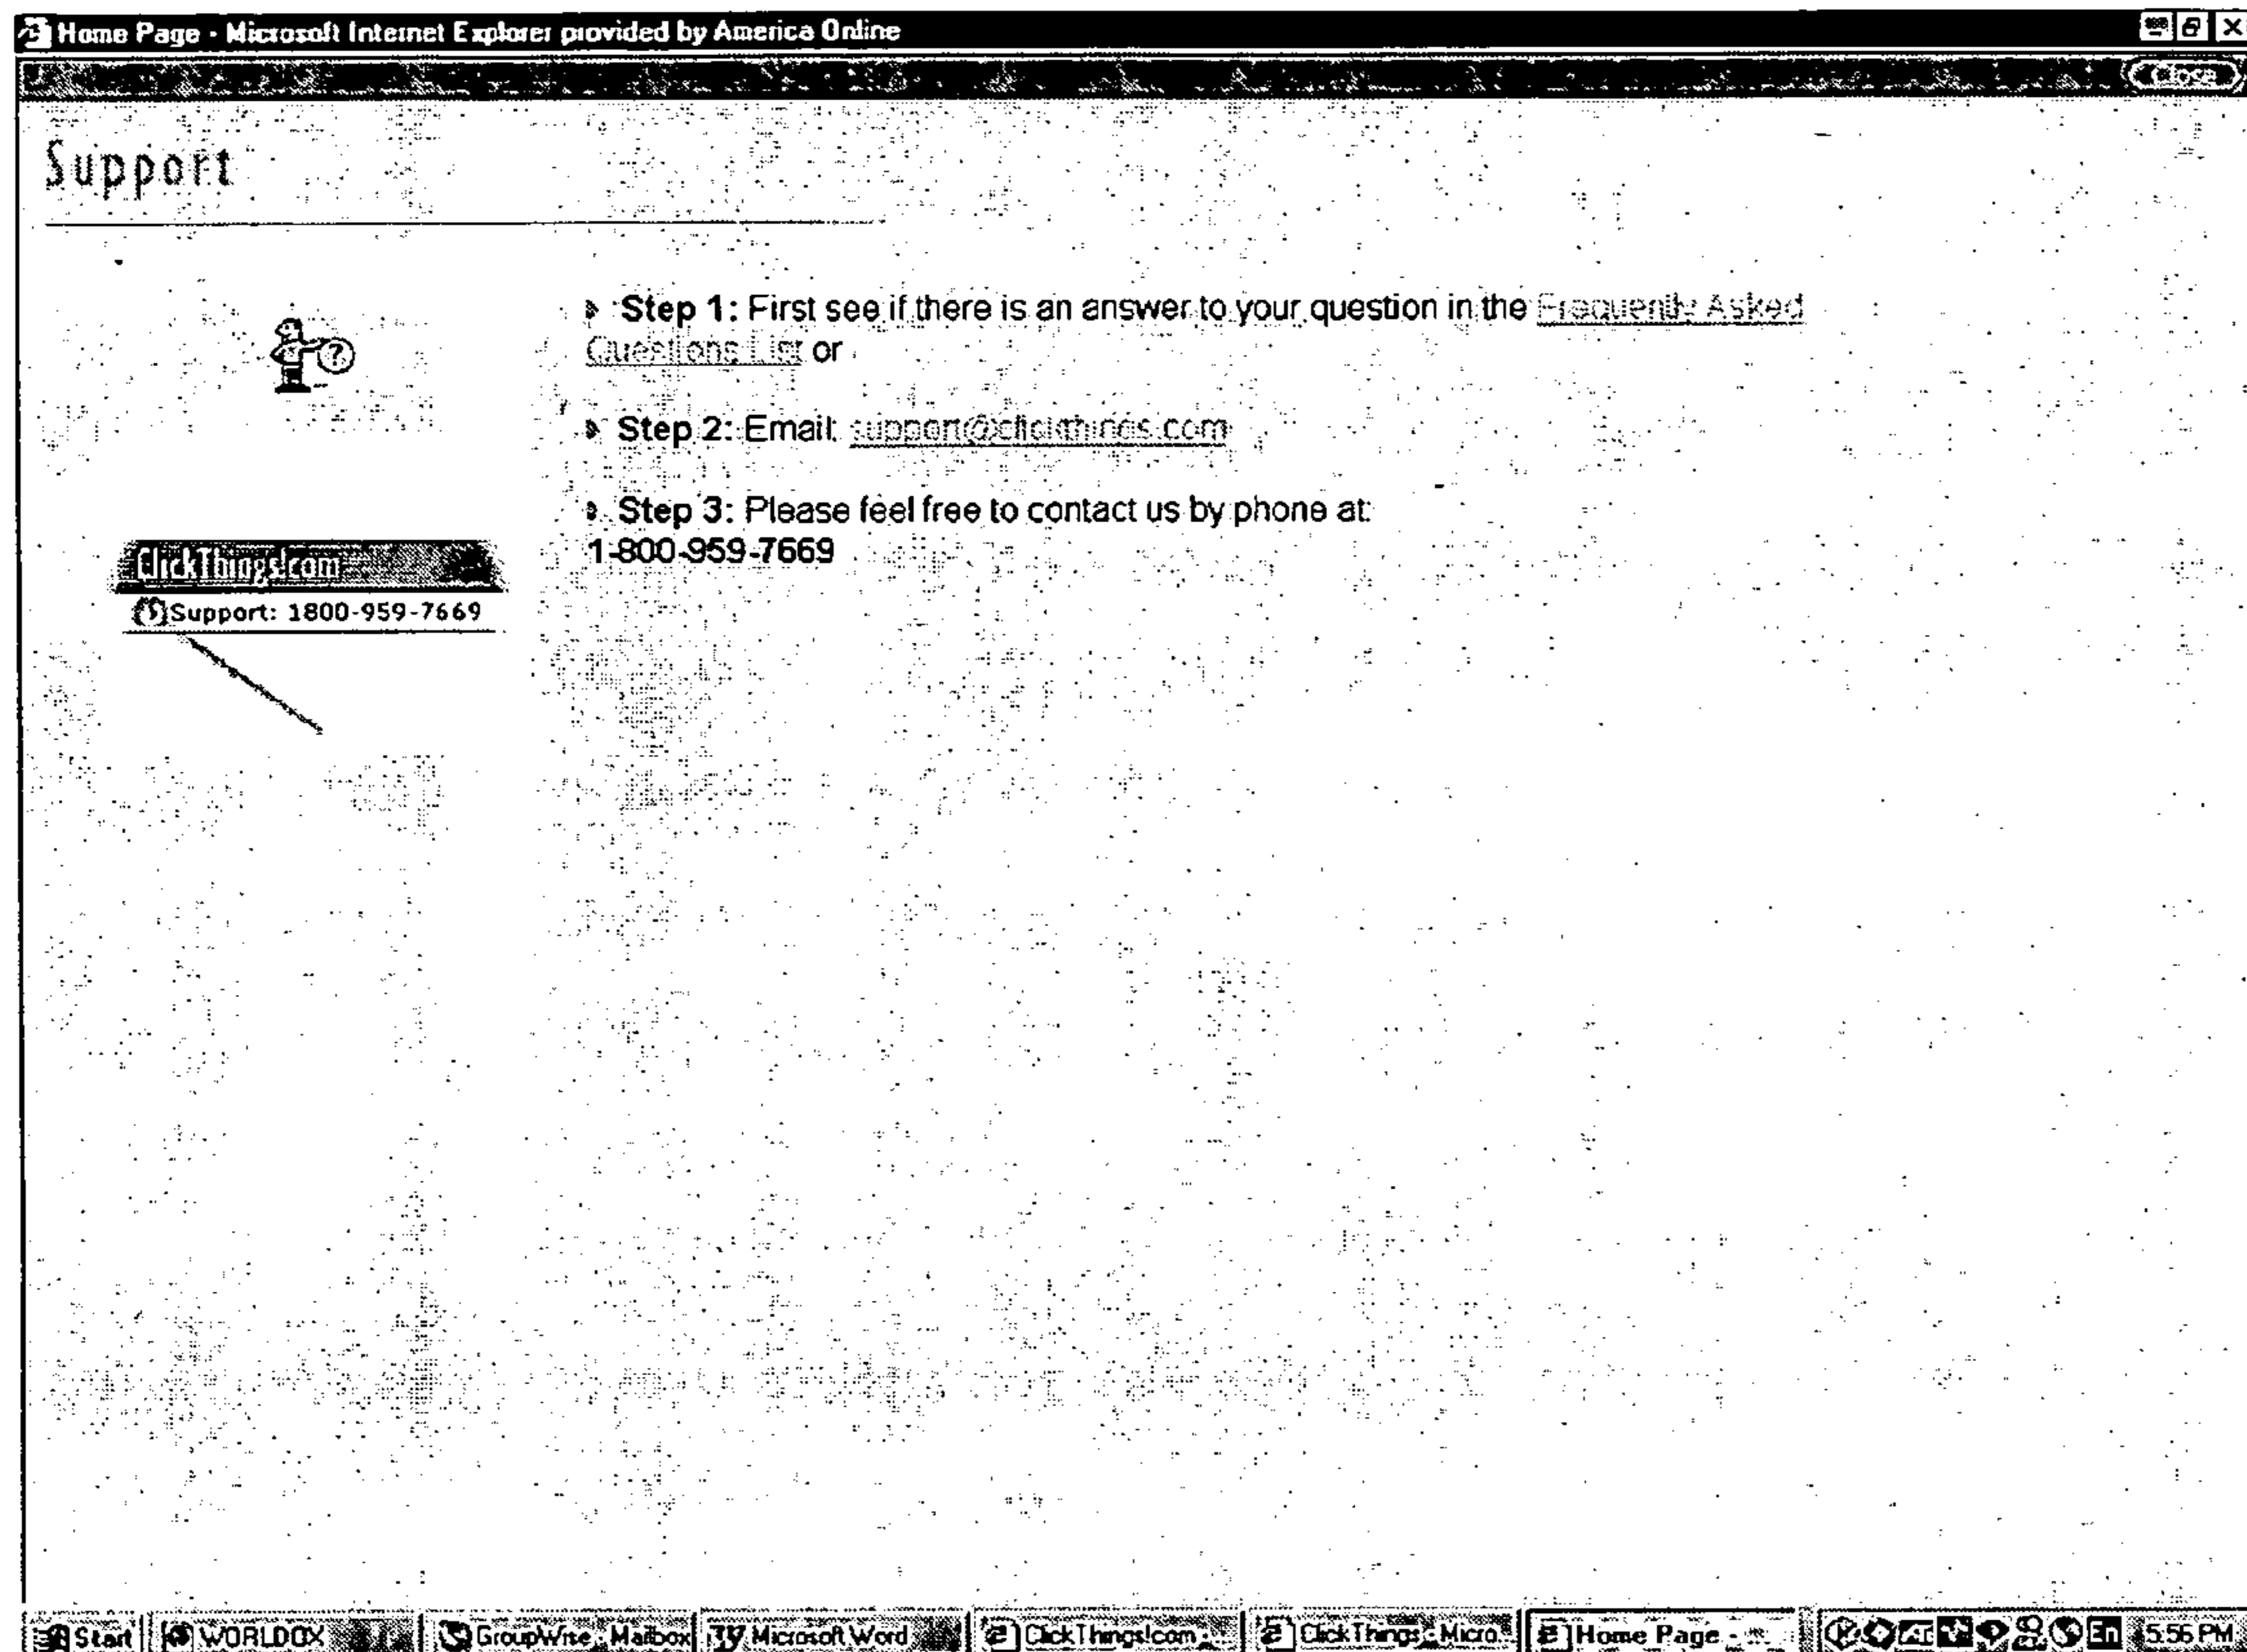 Home Page - Microsoft Internet Explorer provided by America Online
Close
Support
Step 1: First see if there is an answer to your question in the Frequently Asked
Questions List or
Step 2: Email: support@clickthings.com
Step 3: Please feel free to contact us by phone at:
1-800-959-7669
ClickThings!com
Support: 1800-959-7669
Start WORLDOX GroupWise Mailbox Microsoft Word ClickThings!com - ... ClickThings - Micro... Home Page - ... En 5:56 PM